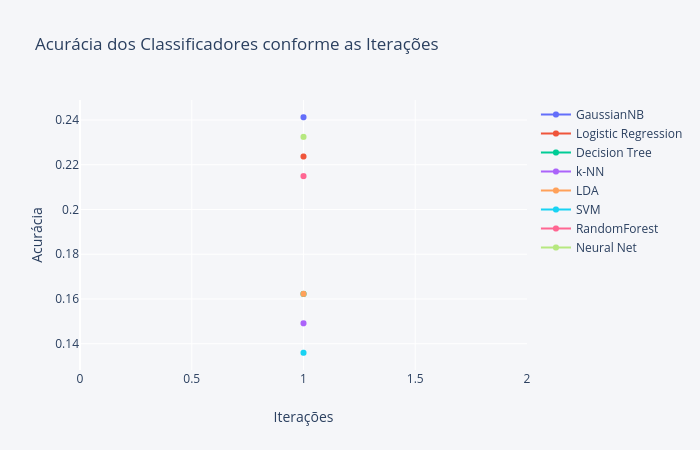 Acurácia dos Classificadores conforme as Iterações
GaussianNB
Logistic Regression
Decision Tree
k-NN
LDA
SVM
RandomForest
Neural Net
Acurácia
0.24
0.22
0.2
0.18
0.16
0.14
0
0.5
1
1.5
2
Iterações